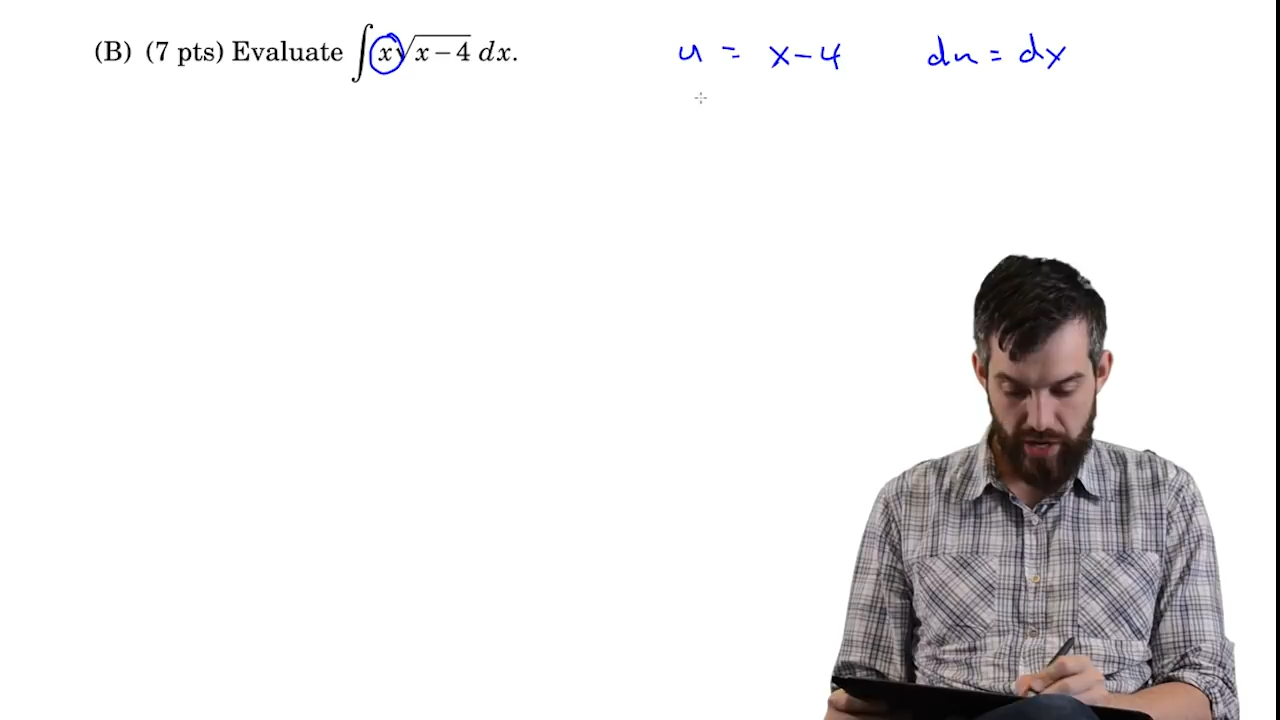 (B) (7 pts) Evaluate ∫ x√(x − 4) dx. u = x − 4 du = dx